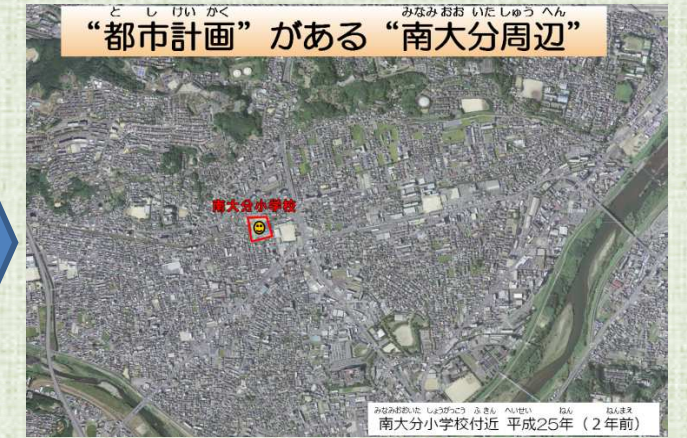 と し けい かく みなみ おお いた しゅう へん
“都市計画” がある “南大分周辺”
南大分小学校
みなみおおいた しょうがっこう ふ きん へいせい ねん ねんまえ
南大分小学校付近 平成25年（２年前）